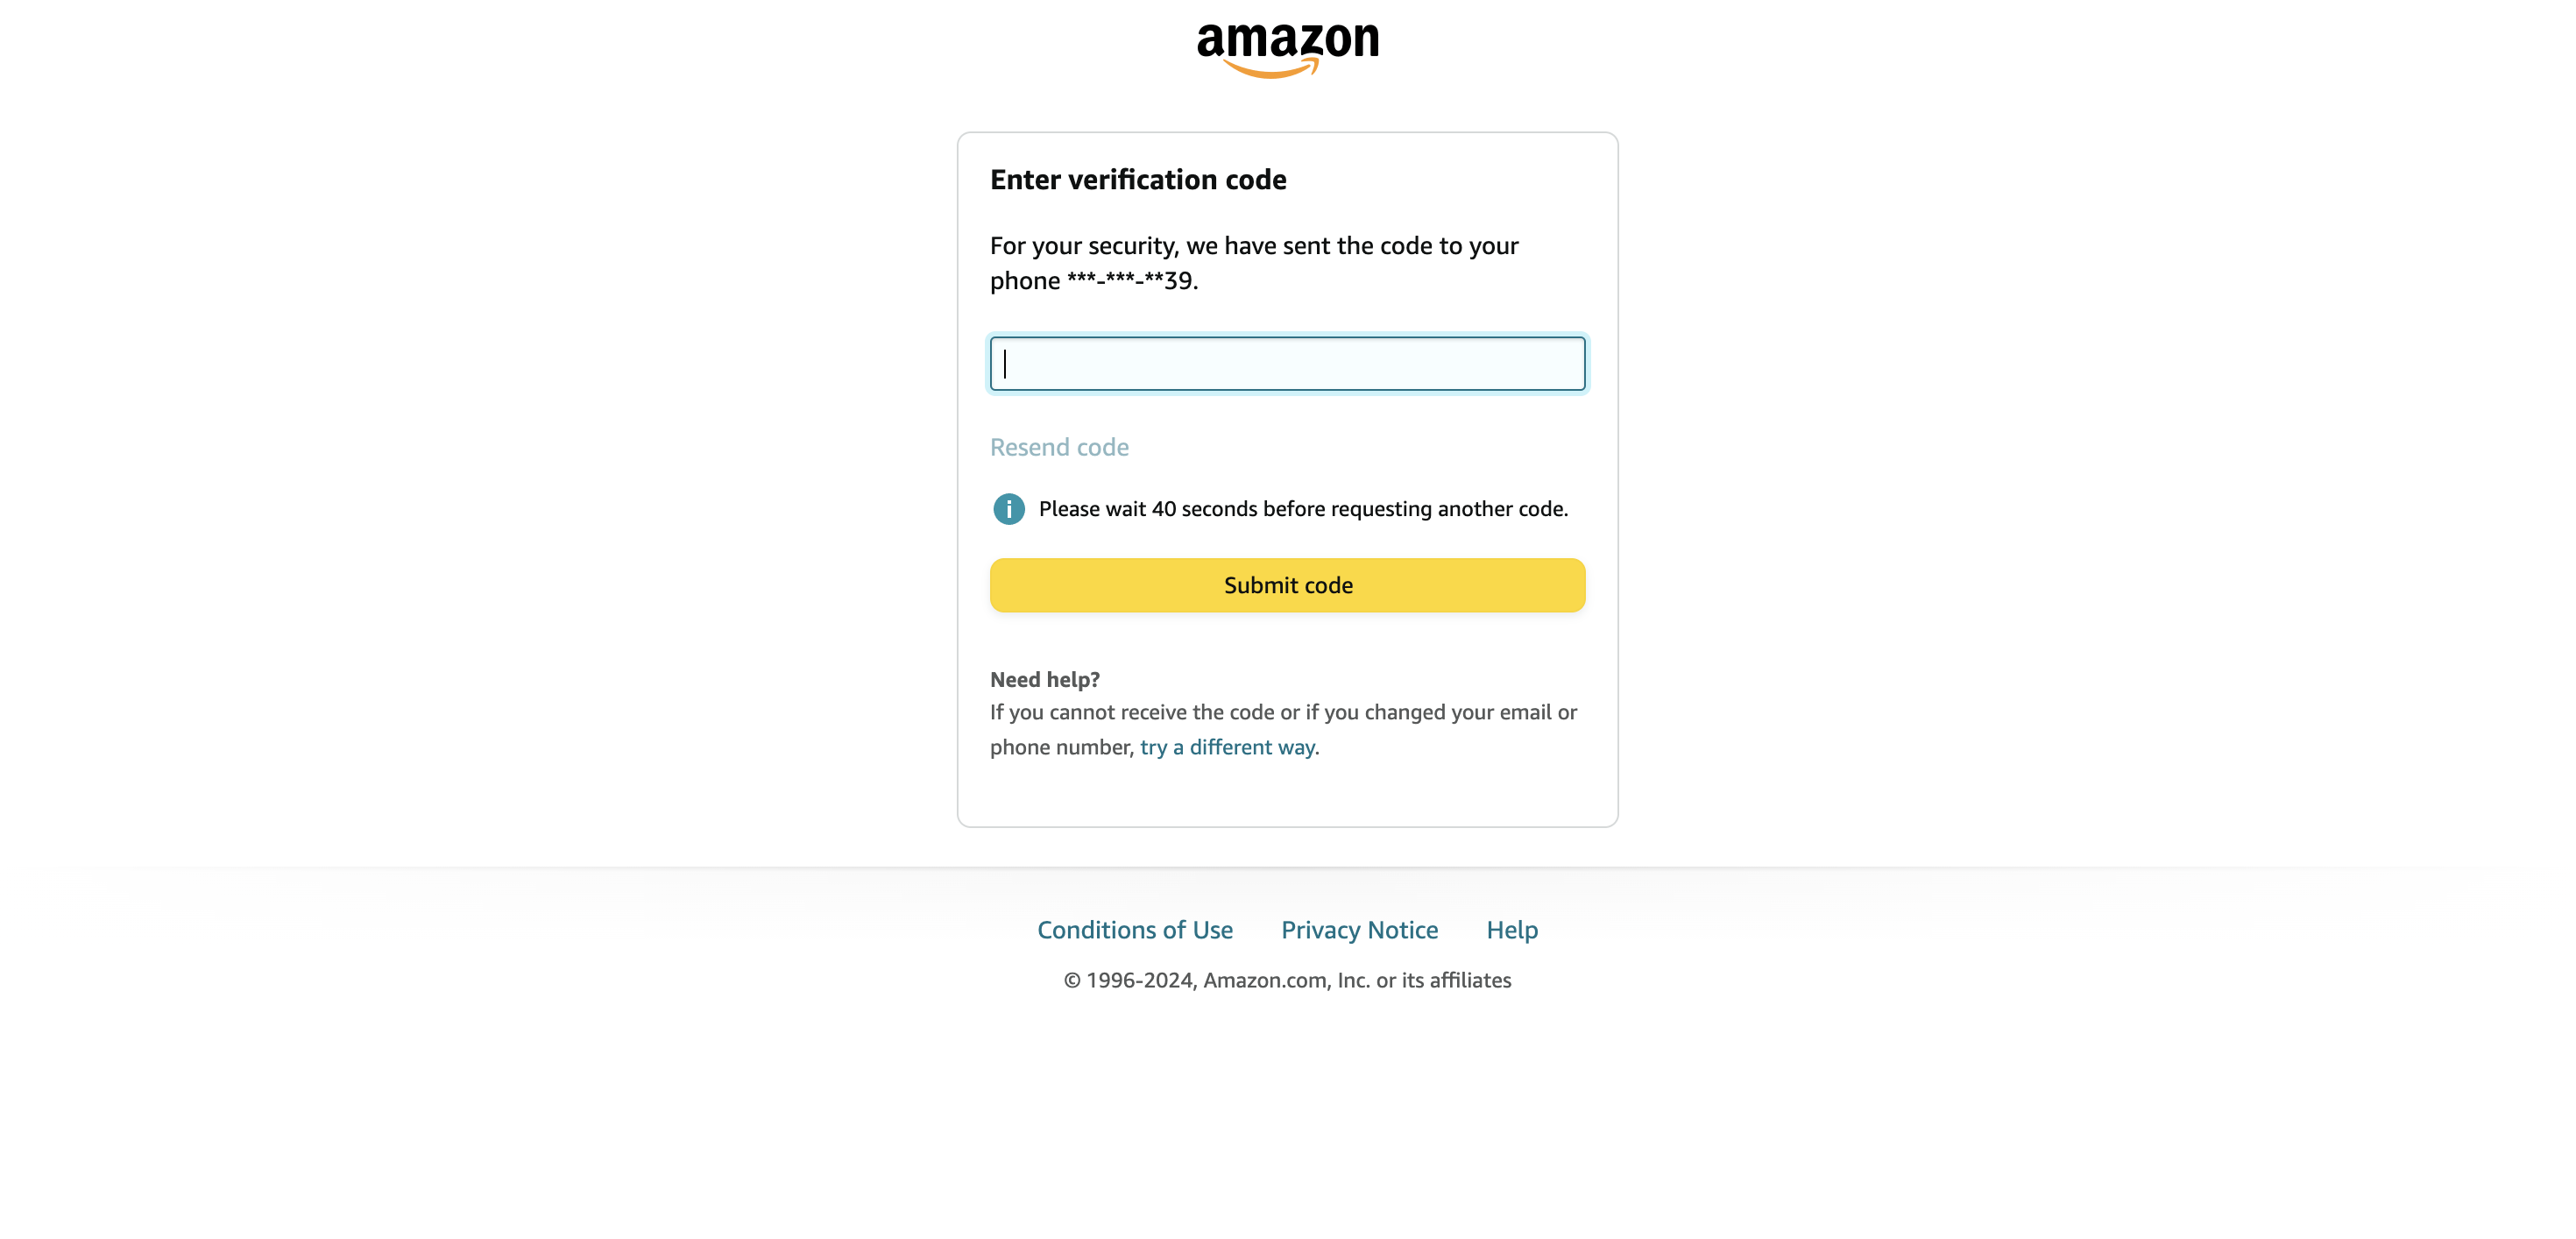 amazon
Enter verification code
For your security, we have sent the code to your
phone ***-***-**39.
Resend code
i Please wait 40 seconds before requesting another code.
Submit code
Need help?
If you cannot receive the code or if you changed your email or
phone number, try a different way.
Conditions of Use Privacy Notice Help
© 1996-2024, Amazon.com, Inc. or its affiliates